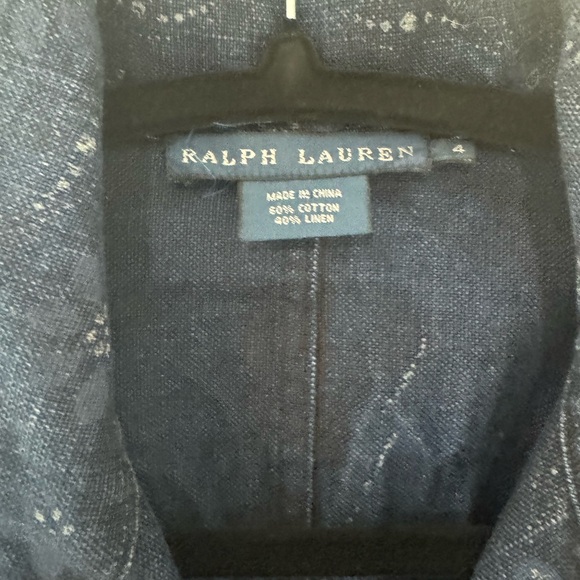 RALPH LAUREN 4
MADE IN CHINA
60% COTTON
40% LINEN